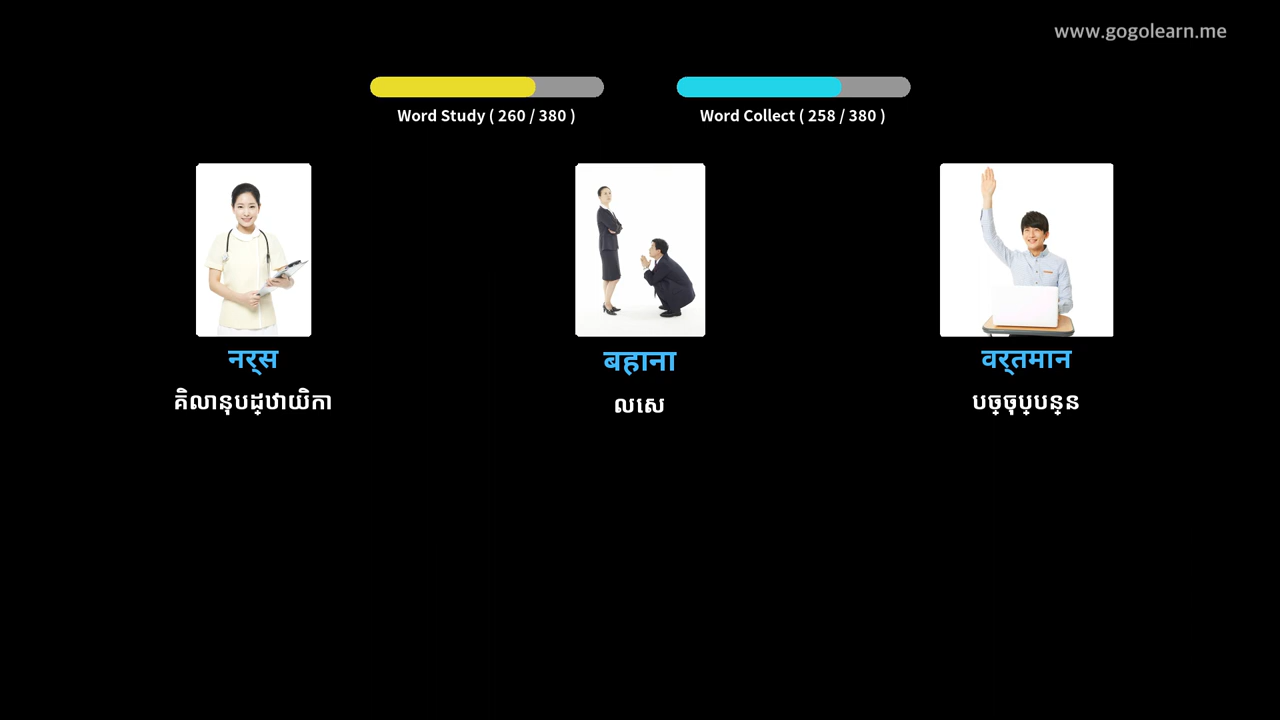 www.gogolearn.me
Word Study ( 260 / 380 )
Word Collect ( 258 / 380 )
नर्स
बहाना
वर्तमान
គិលានុបដ្ឋាយិកា
លសេ
បច្ចុប្បន្ន